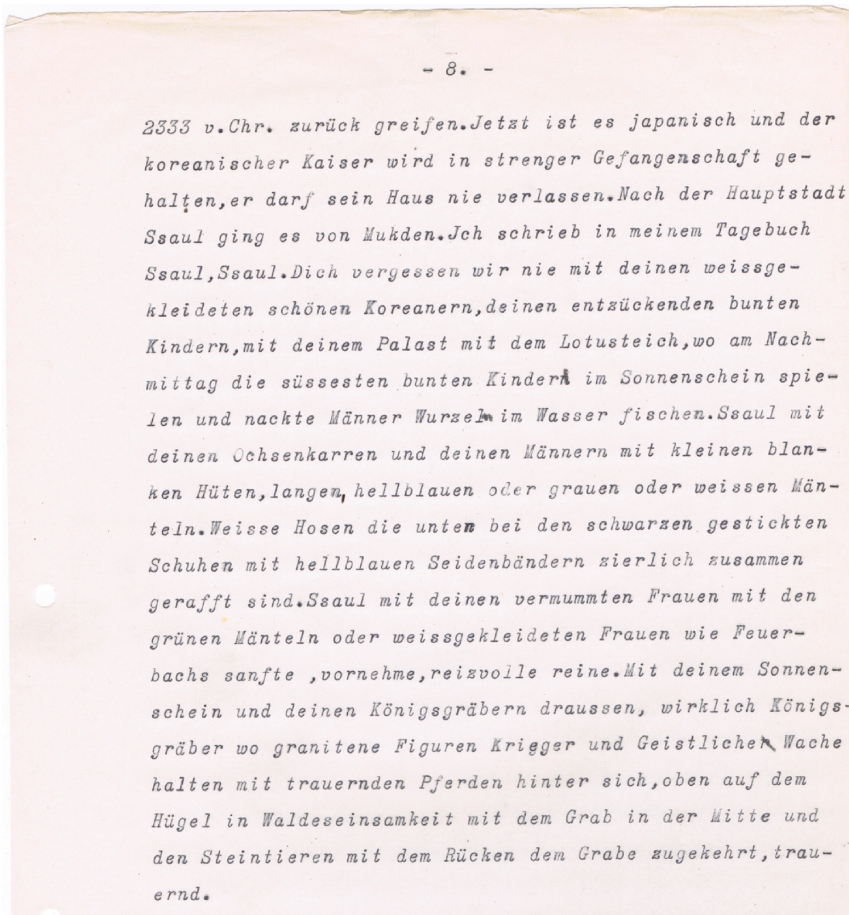 - 8. -
2333 v.Chr. zurück greifen.Jetzt ist es japanisch und der
koreanischer Kaiser wird in strenger Gefangenschaft ge-
halten,er darf sein Haus nie verlassen.Nach der Hauptstadt
Ssaul ging es von Mukden.Jch schrieb in meinem Tagebuch
Ssaul,Ssaul.Dich vergessen wir nie mit deinen weissge-
kleideten schönen Koreanern,deinen entzückenden bunten
Kindern,mit deinem Palast mit dem Lotusteich,wo am Nach-
mittag die süssesten bunten Kinder im Sonnenschein spie-
len und nackte Männer Wurzeln im Wasser fischen.Ssaul mit
deinen Ochsenkarren und deinen Männern mit kleinen blan-
ken Hüten,langen, hellblauen oder grauen oder weissen Män-
teln.Weisse Hosen die unten bei den schwarzen gestickten
Schuhen mit hellblauen Seidenbändern zierlich zusammen
gerafft sind.Ssaul mit deinen vermummten Frauen mit den
grünen Mänteln oder weissgekleideten Frauen wie Feuer-
bachs sanfte ,vornehme,reizvolle reine.Mit deinem Sonnen-
schein und deinen Königsgräbern draussen, wirklich Königs-
gräber wo granitene Figuren Krieger und Geistliche Wache
halten mit trauernden Pferden hinter sich,oben auf dem
Hügel in Waldeseinsamkeit mit dem Grab in der Mitte und
den Steintieren mit dem Rücken dem Grabe zugekehrt,trau-
ernd.